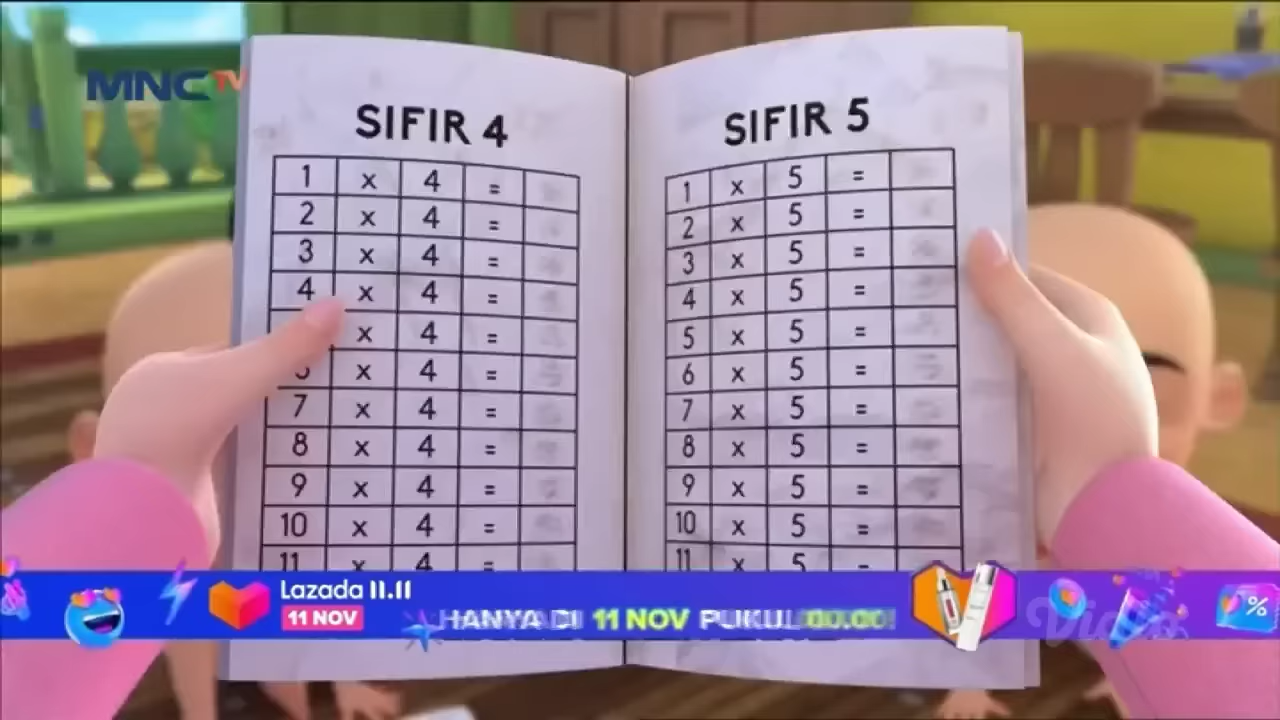 MNCTV
SIFIR 4
1 x 4 =
2 x 4 =
3 x 4 =
4 x 4 =
x 4 =
x 4 =
7 x 4 =
8 x 4 =
9 x 4 =
10 x 4 =
11 x 4 =
SIFIR 5
1 x 5 =
2 x 5 =
3 x 5 =
4 x 5 =
5 x 5 =
6 x 5 =
7 x 5 =
8 x 5 =
9 x 5 =
10 x 5 =
11 x 5 =
Lazada 11.11
11 NOV
HANYA DI 11 NOV PUKUL 00.00
%
Vidio